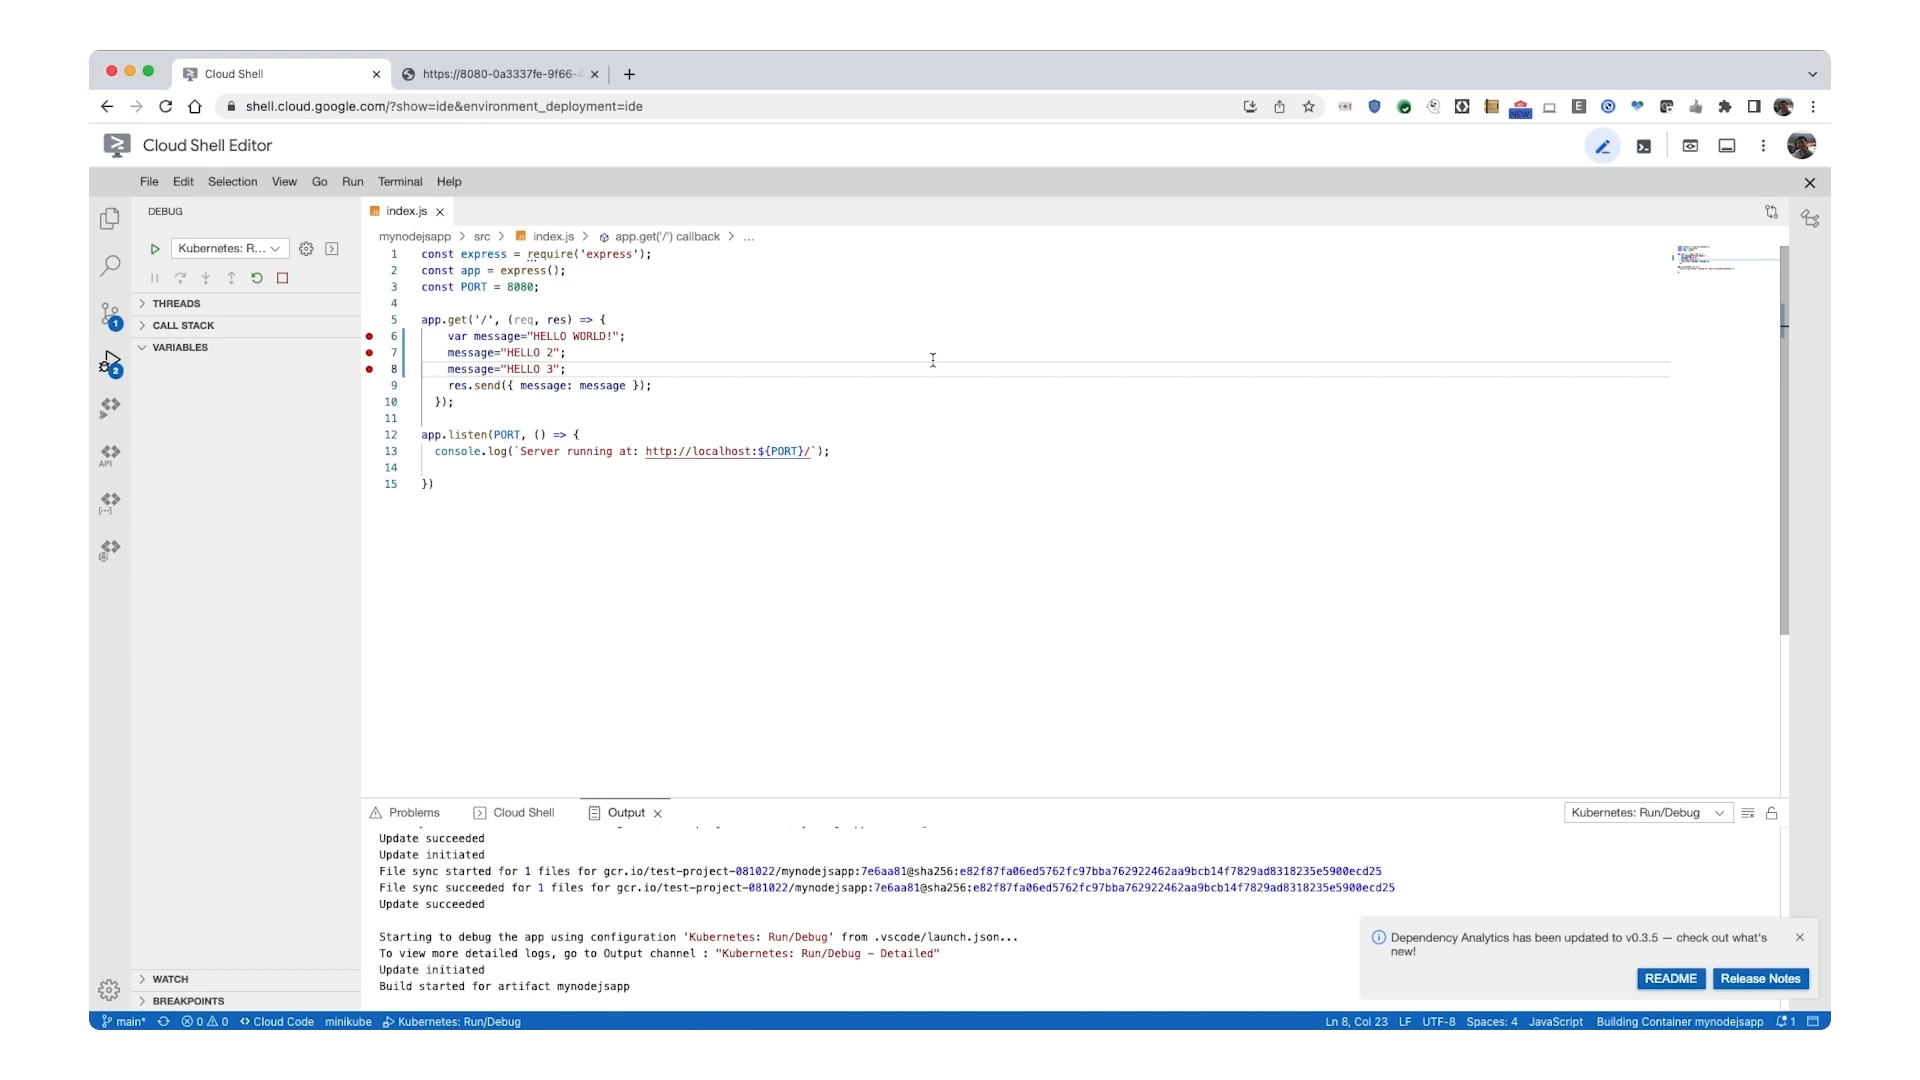 Cloud Shell
https://8080-0a3337fe-9f66-4
shell.cloud.google.com/?show=ide&environment_deployment=ide
NEW
E
Cloud Shell Editor
File Edit Selection View Go Run Terminal Help
DEBUG
index.js
Kubernetes: R...
mynodejsapp > src > index.js > app.get('/') callback > ...
THREADS
CALL STACK
VARIABLES
1
2
API
1 const express = require('express');
2 const app = express();
3 const PORT = 8080;
4
5 app.get('/', (req, res) => {
6 var message="HELLO WORLD!";
7 message="HELLO 2";
8 message="HELLO 3";
9 res.send({ message: message });
10 });
11
12 app.listen(PORT, () => {
13 console.log(`Server running at: http://localhost:${PORT}/`);
14
15 })
Problems Cloud Shell Output
Kubernetes: Run/Debug
Update succeeded
Update initiated
File sync started for 1 files for gcr.io/test-project-081022/mynodejsapp:7e6aa81@sha256:e82f87fa06ed5762fc97bba762922462aa9bcb14f7829ad8318235e5900ecd25
File sync succeeded for 1 files for gcr.io/test-project-081022/mynodejsapp:7e6aa81@sha256:e82f87fa06ed5762fc97bba762922462aa9bcb14f7829ad8318235e5900ecd25
Update succeeded
Starting to debug the app using configuration 'Kubernetes: Run/Debug' from .vscode/launch.json...
To view more detailed logs, go to Output channel : "Kubernetes: Run/Debug - Detailed"
Update initiated
Build started for artifact mynodejsapp
Dependency Analytics has been updated to v0.3.5 — check out what's
new!
README Release Notes
WATCH
BREAKPOINTS
main* 0 0 Cloud Code minikube Kubernetes: Run/Debug
Ln 8, Col 23 LF UTF-8 Spaces: 4 JavaScript Building Container mynodejsapp 1